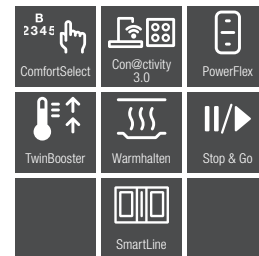 B
2345
ComfortSelect
Con@ctivity
3.0
PowerFlex
TwinBooster
Warmhalten
Stop & Go
SmartLine